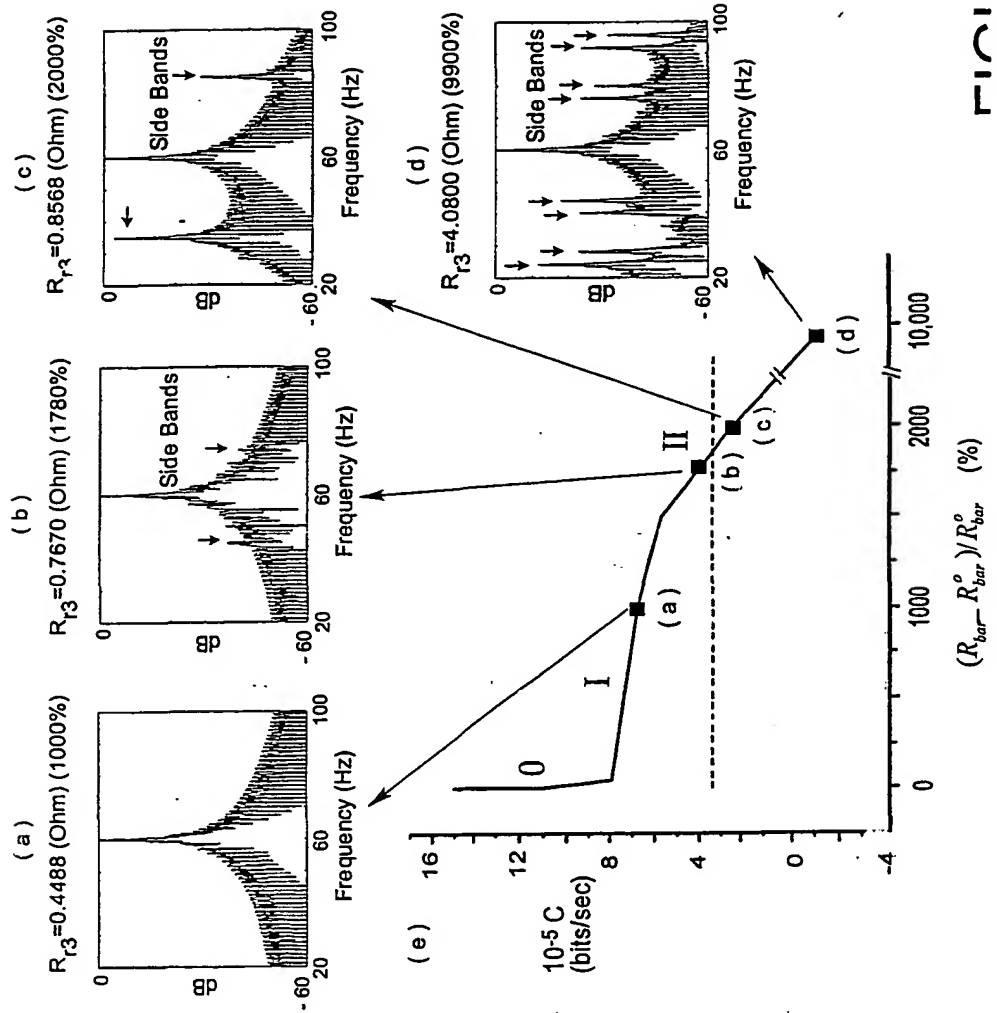 ( a )
R_r3=0.4488 (Ohm) (1000%)
0
dB
- 60
20
60
100
Frequency (Hz)
( b )
R_r3=0.7670 (Ohm) (1780%)
0
Side Bands
dB
- 60
20
60
100
Frequency (Hz)
( c )
R_r3=0.8568 (Ohm) (2000%)
0
Side Bands
dB
- 60
20
60
100
Frequency (Hz)
( d )
R_r3=4.0800 (Ohm) (9900%)
0
Side Bands
dB
- 60
20
60
100
Frequency (Hz)
( e )
10-5 C
(bits/sec)
16
12
8
4
0
-4
0
I
II
( a )
( b )
( c )
( d )
0
1000
2000
10,000
(R_bar – R°_bar)/R°_bar (%)